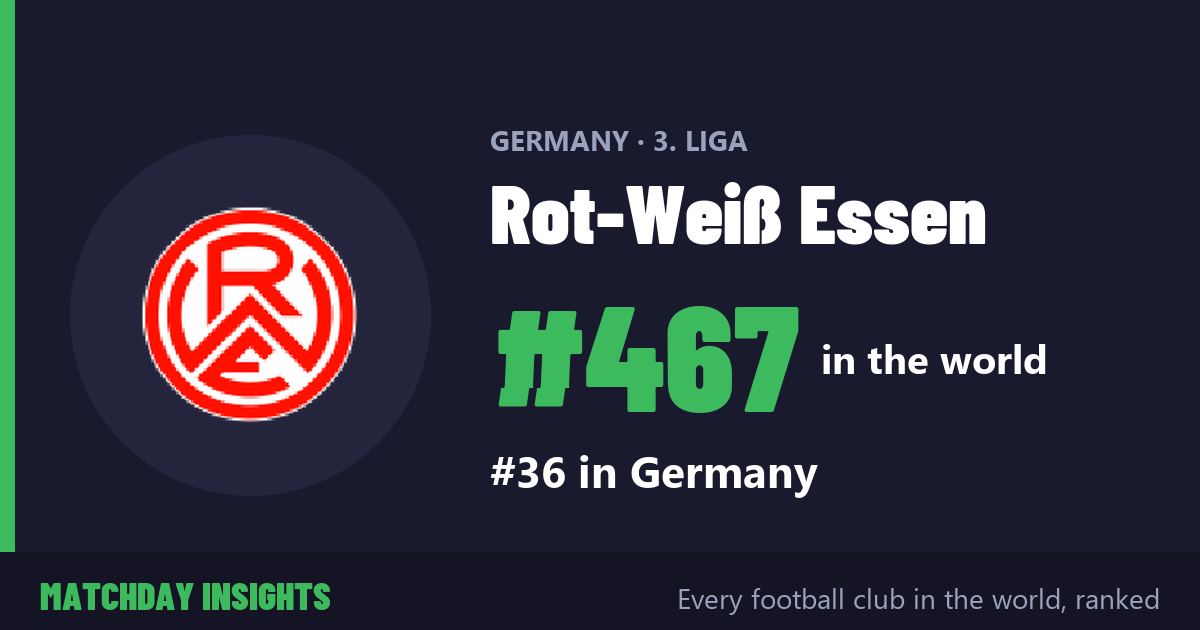 GERMANY · 3. LIGA
Rot-Weiß Essen
#467 in the world
#36 in Germany
RWE
MATCHDAY INSIGHTS
Every football club in the world, ranked